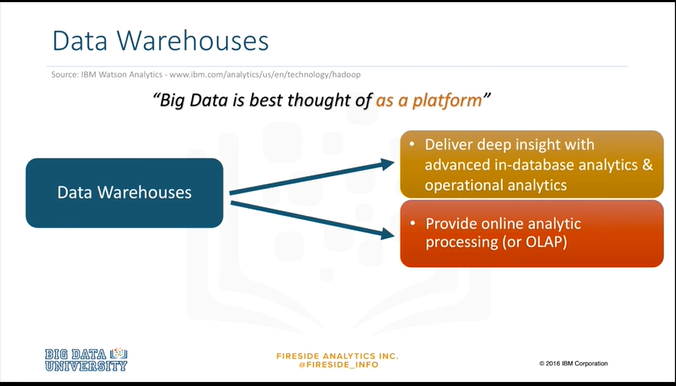 Data Warehouses
Source: IBM Watson Analytics - www.ibm.com/analytics/us/en/technology/hadoop
“Big Data is best thought of as a platform”
Data Warehouses
• Deliver deep insight with
advanced in-database analytics &
operational analytics
• Provide online analytic
processing (or OLAP)
BIG DATA
UNIVERSITY
FIRESIDE ANALYTICS INC.
@FIRESIDE_INFO
© 2016 IBM Corporation